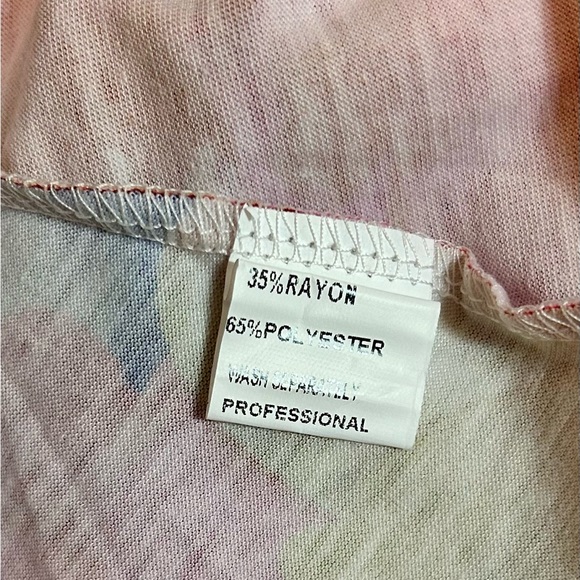 35%RAYON
65%POLYESTER
WASH SEPARATELY
PROFESSIONAL